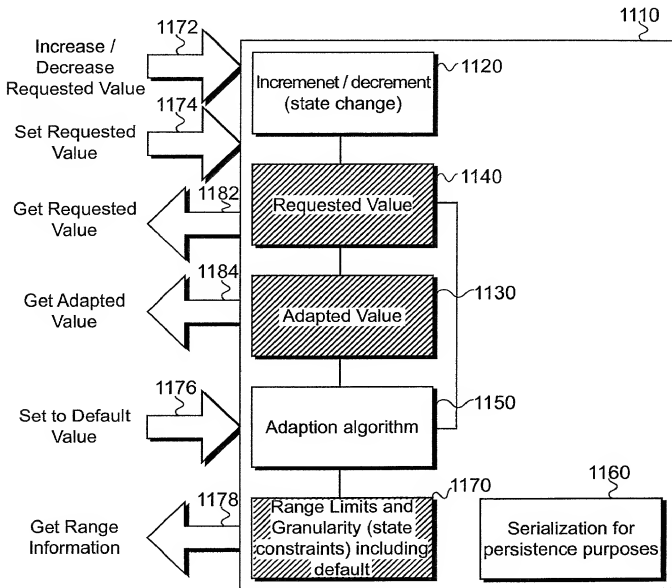 1172
1110
Increase /
Decrease
Requested Value
Incremenet / decrement
(state change)
1120
1174
Set Requested
Value
1140
1182
Get Requested
Value
Requested Value
1184
1130
Get Adapted
Value
Adapted Value
1176
1150
Set to Default
Value
Adaption algorithm
1178
1170
1160
Get Range
Information
Range Limits and
Granularity (state
constraints) including
default
Serialization for
persistence purposes